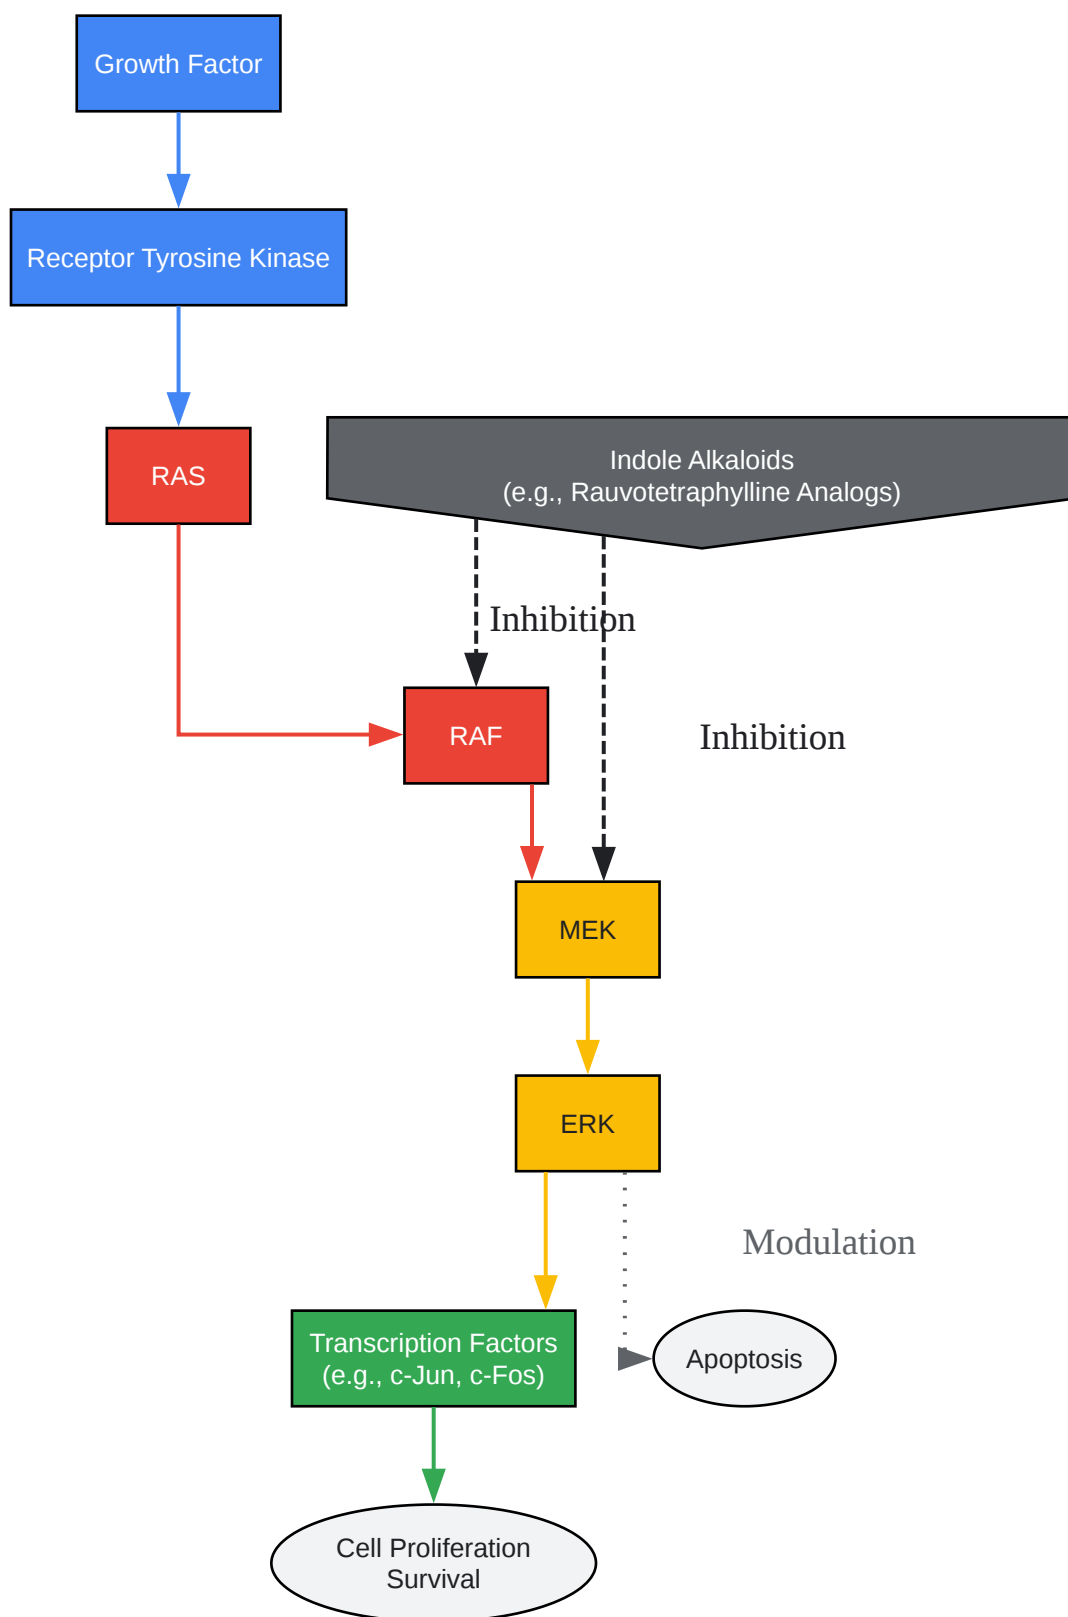 Growth Factor
Receptor Tyrosine Kinase
RAS
Indole Alkaloids
(e.g., Rauvotetraphylline Analogs)
Inhibition
RAF
Inhibition
MEK
ERK
Modulation
Transcription Factors
(e.g., c-Jun, c-Fos)
Apoptosis
Cell Proliferation
Survival